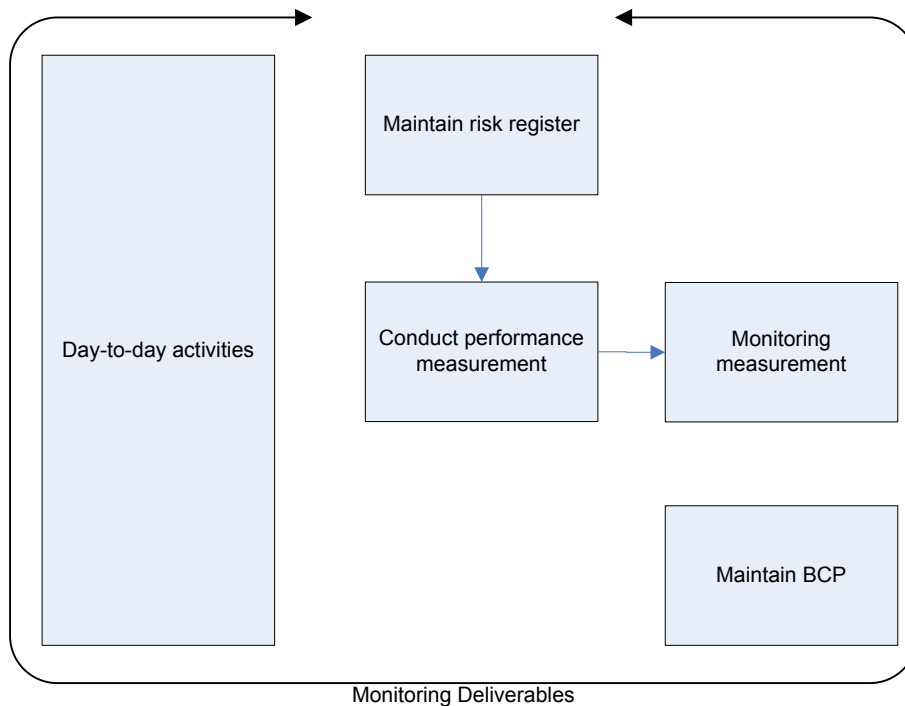 Maintain risk register
Day-to-day activities
Conduct performance
measurement
Monitoring
measurement
Maintain BCP
Monitoring Deliverables